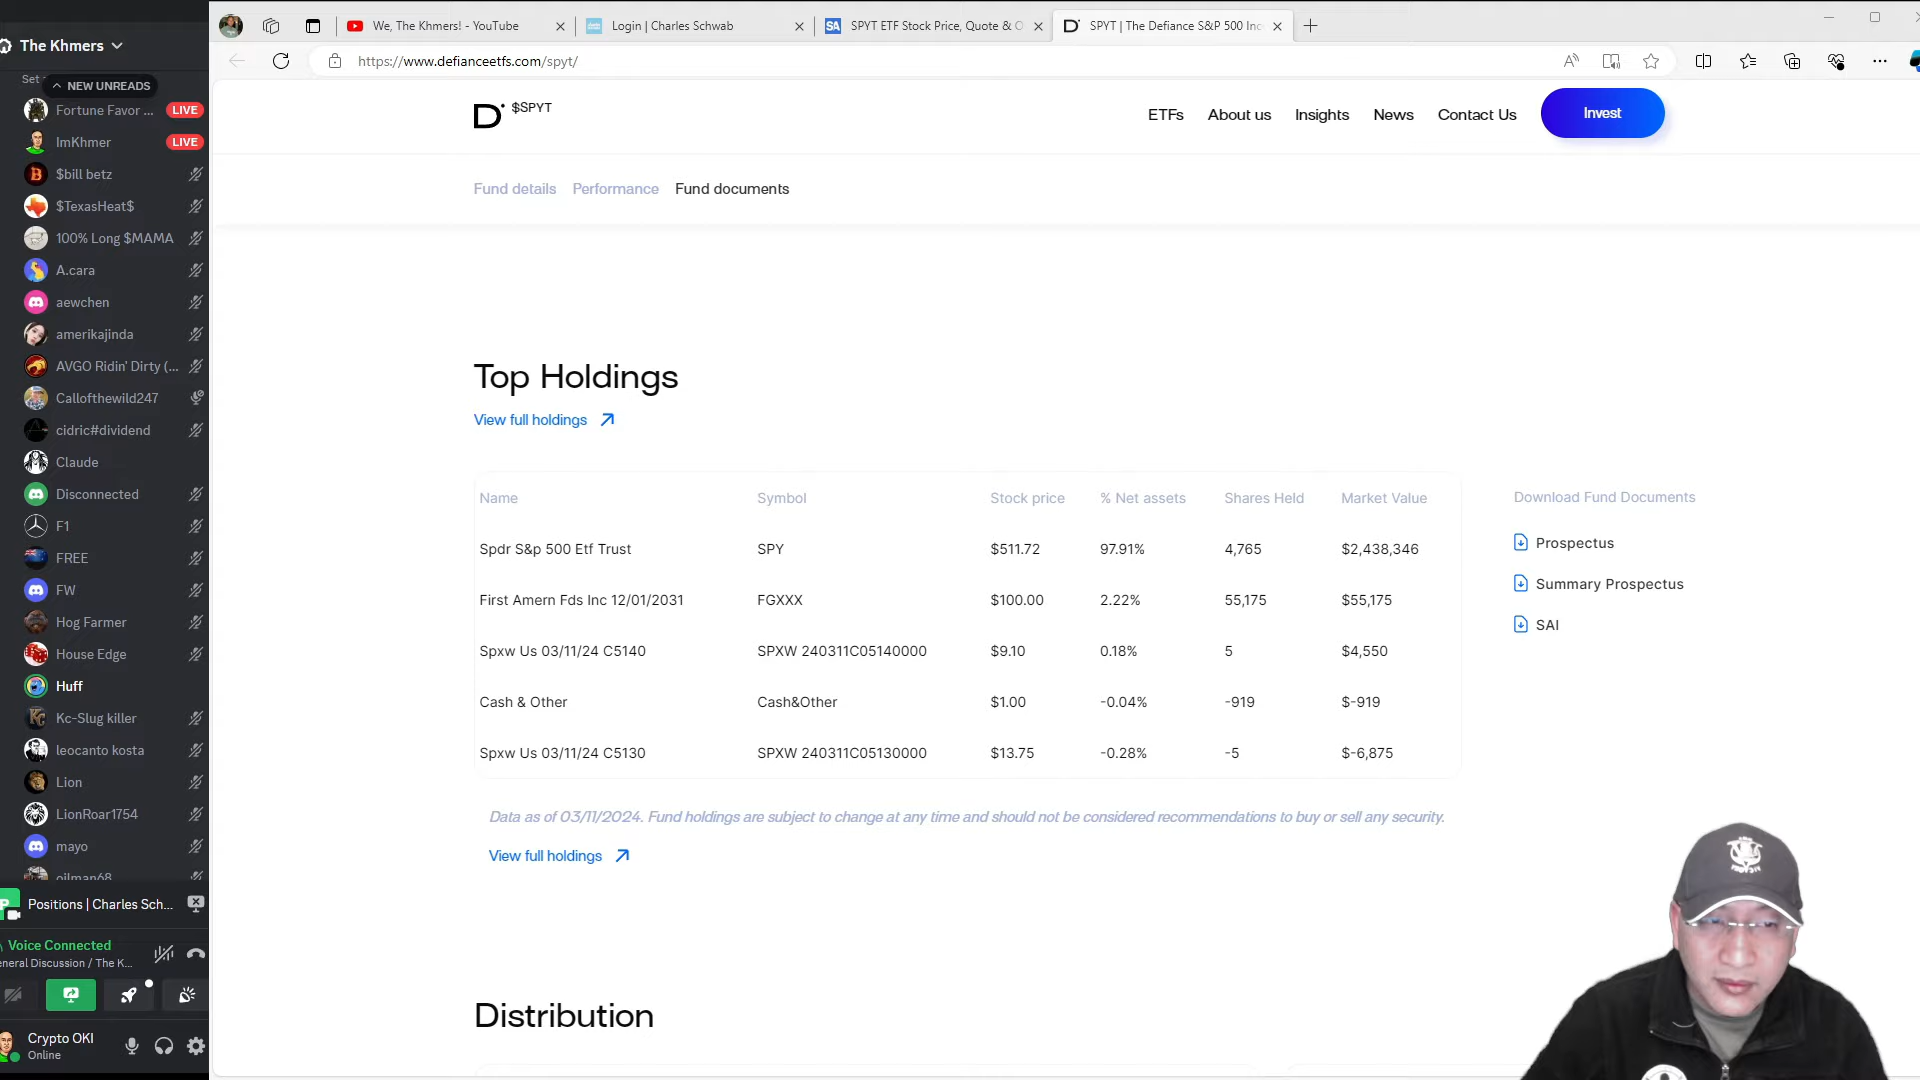 The Khmers
Set
NEW UNREADS
Fortune Favor ... LIVE
ImKhmer LIVE
$bill betz
$TexasHeat$
100% Long $MAMA
A.cara
aewchen
amerikajinda
AVGO Ridin' Dirty (...
Callofthewild247
cidric#dividend
Claude
Disconnected
F1
FREE
FW
Hog Farmer
House Edge
Huff
Kc-Slug killer
leocanto kosta
Lion
LionRoar1754
mayo
oilman68
Positions | Charles Sch...
Voice Connected
eneral Discussion / The K...
Crypto OKI
Online
We, The Khmers! - YouTube
Login | Charles Schwab
SA SPYT ETF Stock Price, Quote & O
SPYT | The Defiance S&P 500 Inc
https://www.defianceetfs.com/spyt/
D $SPYT
ETFs About us Insights News Contact Us Invest
Fund details Performance Fund documents
Top Holdings
View full holdings
Name Symbol Stock price % Net assets Shares Held Market Value
Spdr S&p 500 Etf Trust SPY $511.72 97.91% 4,765 $2,438,346
First Amern Fds Inc 12/01/2031 FGXXX $100.00 2.22% 55,175 $55,175
Spxw Us 03/11/24 C5140 SPXW 240311C05140000 $9.10 0.18% 5 $4,550
Cash & Other Cash&Other $1.00 -0.04% -919 $-919
Spxw Us 03/11/24 C5130 SPXW 240311C05130000 $13.75 -0.28% -5 $-6,875
Data as of 03/11/2024. Fund holdings are subject to change at any time and should not be considered recommendations to buy or sell any security.
View full holdings
Download Fund Documents
Prospectus
Summary Prospectus
SAI
Distribution